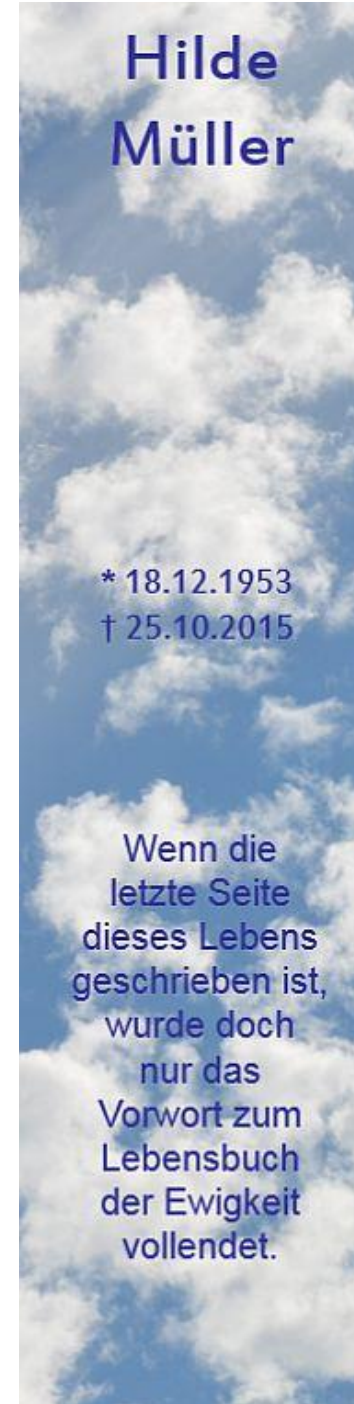 Hilde
Müller
* 18.12.1953
† 25.10.2015
Wenn die
letzte Seite
dieses Lebens
geschrieben ist,
wurde doch
nur das
Vorwort zum
Lebensbuch
der Ewigkeit
vollendet.